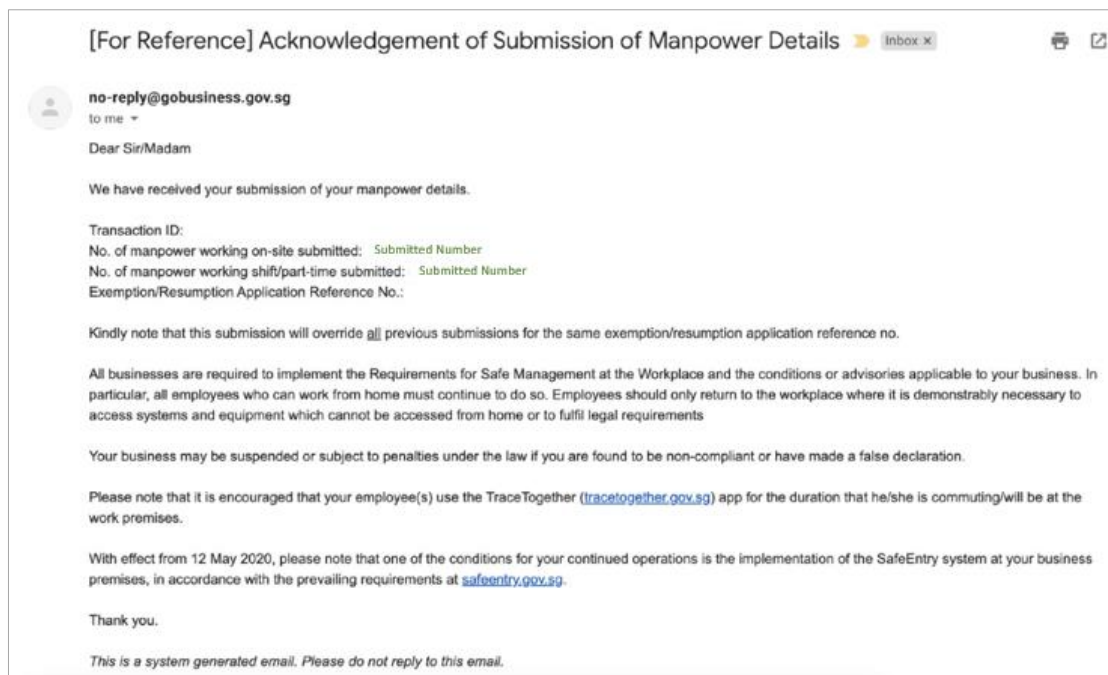 [For Reference] Acknowledgement of Submission of Manpower Details Inbox x
no-reply@gobusiness.gov.sg
to me
Dear Sir/Madam
We have received your submission of your manpower details.
Transaction ID:
No. of manpower working on-site submitted: Submitted Number
No. of manpower working shift/part-time submitted: Submitted Number
Exemption/Resumption Application Reference No.:
Kindly note that this submission will override all previous submissions for the same exemption/resumption application reference no.
All businesses are required to implement the Requirements for Safe Management at the Workplace and the conditions or advisories applicable to your business. In
particular, all employees who can work from home must continue to do so. Employees should only return to the workplace where it is demonstrably necessary to
access systems and equipment which cannot be accessed from home or to fulfil legal requirements
Your business may be suspended or subject to penalties under the law if you are found to be non-compliant or have made a false declaration.
Please note that it is encouraged that your employee(s) use the TraceTogether (tracetogether.gov.sg) app for the duration that he/she is commuting/will be at the
work premises.
With effect from 12 May 2020, please note that one of the conditions for your continued operations is the implementation of the SafeEntry system at your business
premises, in accordance with the prevailing requirements at safeentry.gov.sg.
Thank you.
This is a system generated email. Please do not reply to this email.